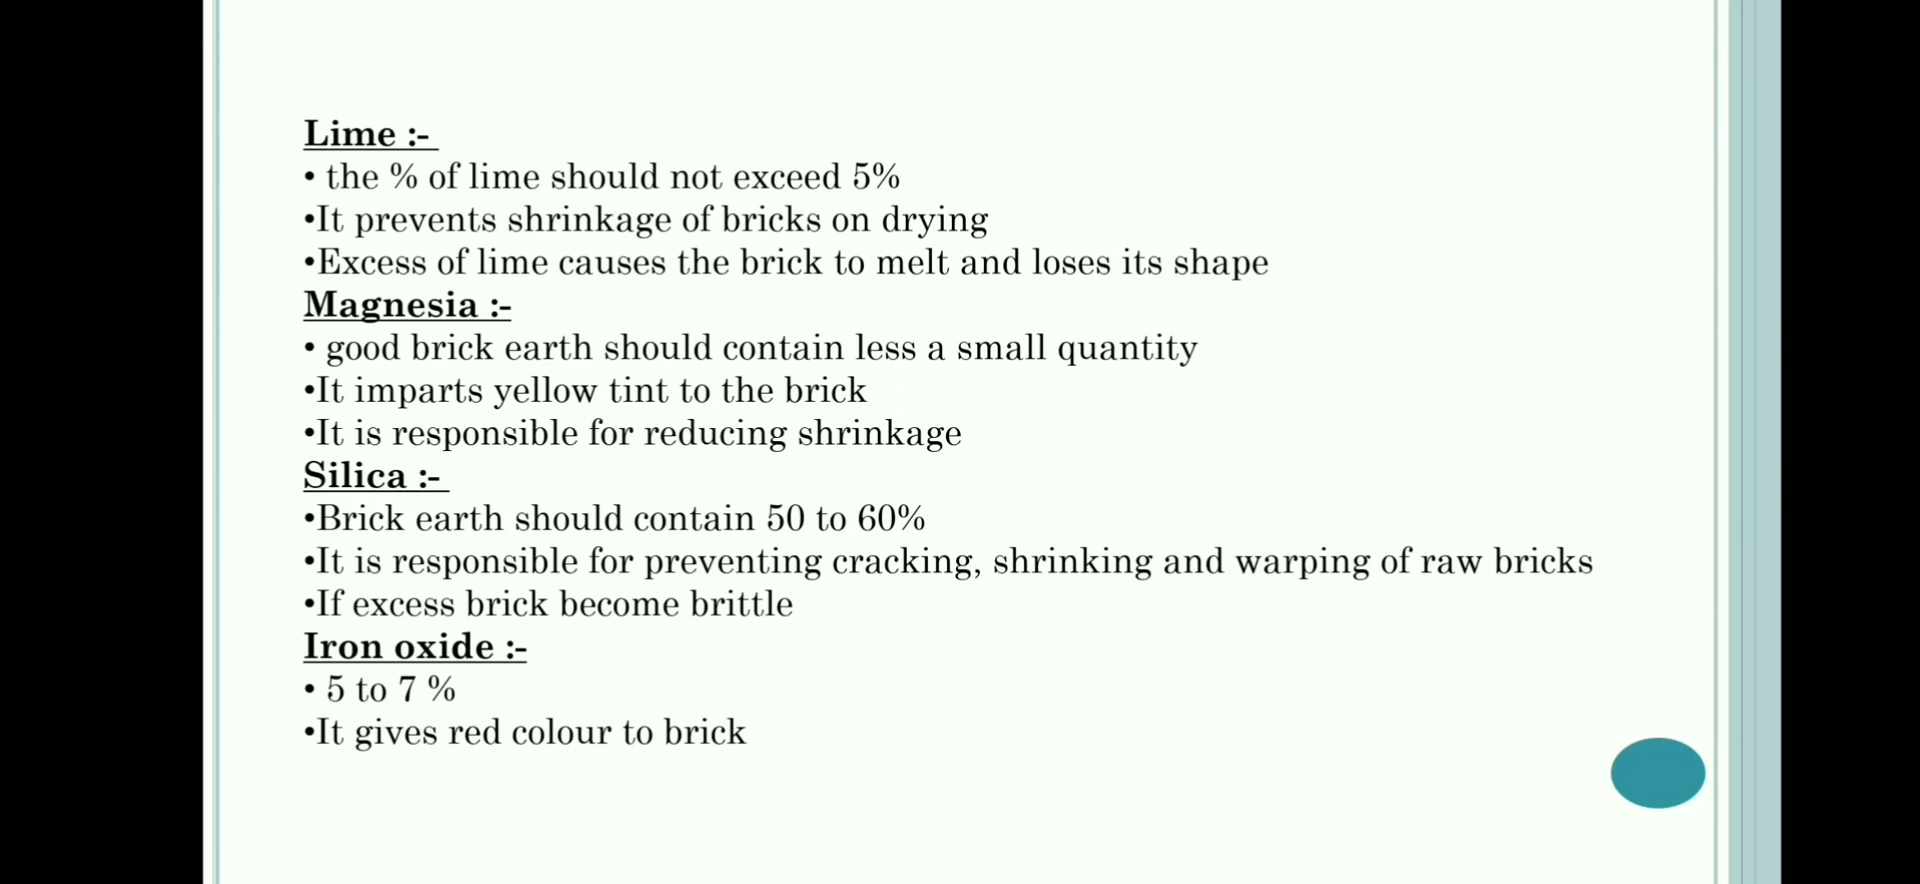 Lime :-
• the % of lime should not exceed 5%
•It prevents shrinkage of bricks on drying
•Excess of lime causes the brick to melt and loses its shape
Magnesia :-
• good brick earth should contain less a small quantity
•It imparts yellow tint to the brick
•It is responsible for reducing shrinkage
Silica :-
•Brick earth should contain 50 to 60%
•It is responsible for preventing cracking, shrinking and warping of raw bricks
•If excess brick become brittle
Iron oxide :-
• 5 to 7 %
•It gives red colour to brick